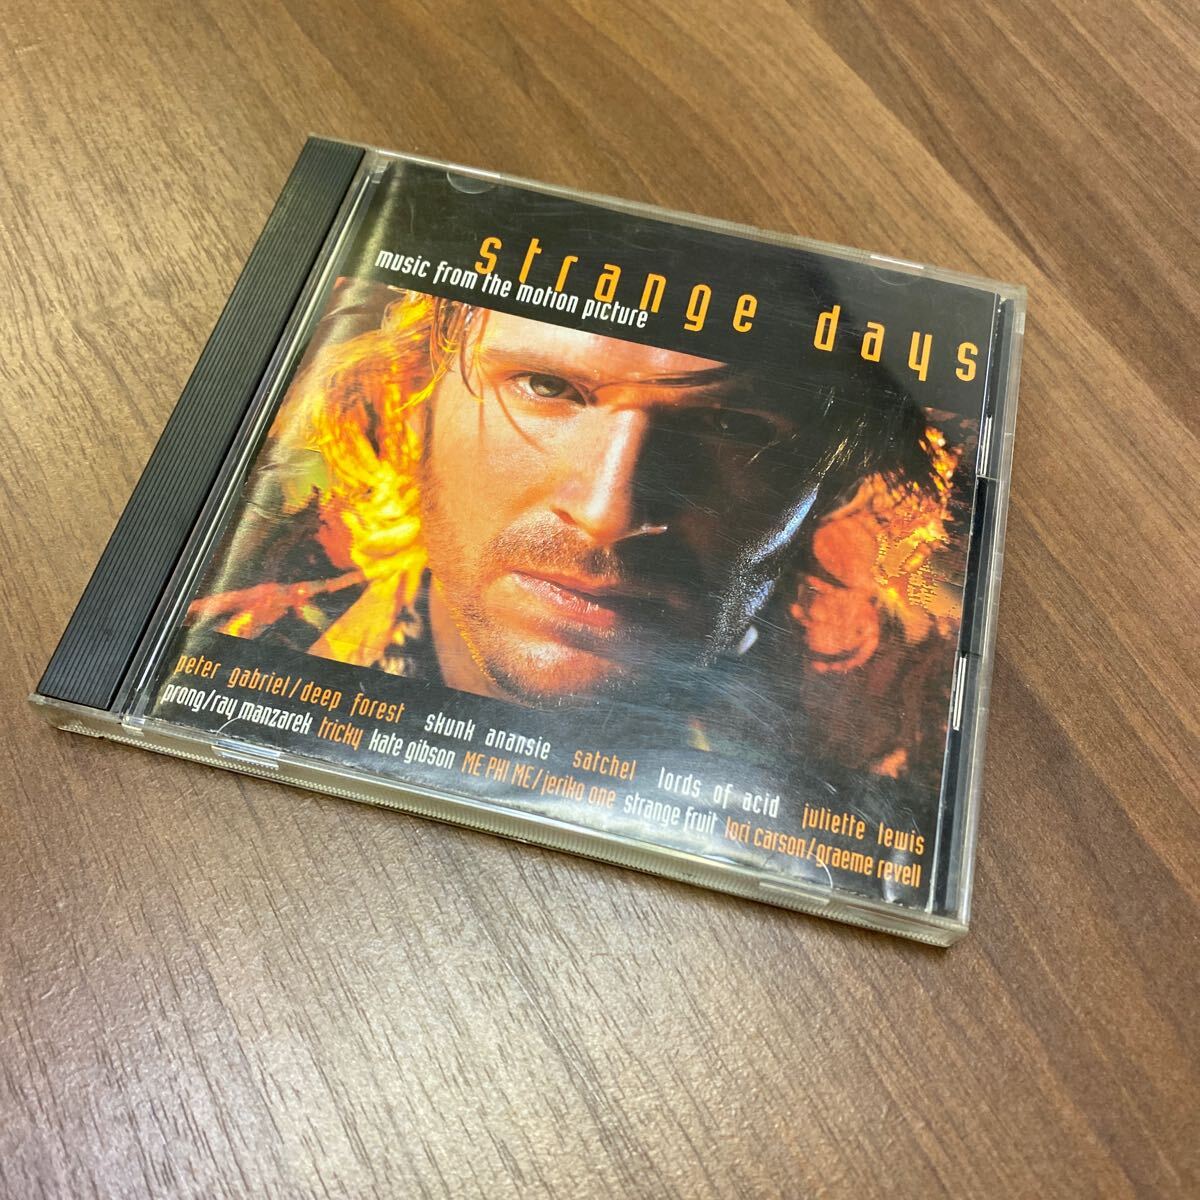 strange days
music from the motion picture
peter gabriel/deep forest skunk anansie satchel lords of acid juliette lewis
prong/ray manzarek tricky kate gibson ME PHI ME/jeriko one strange fruit lori carson/graeme revell